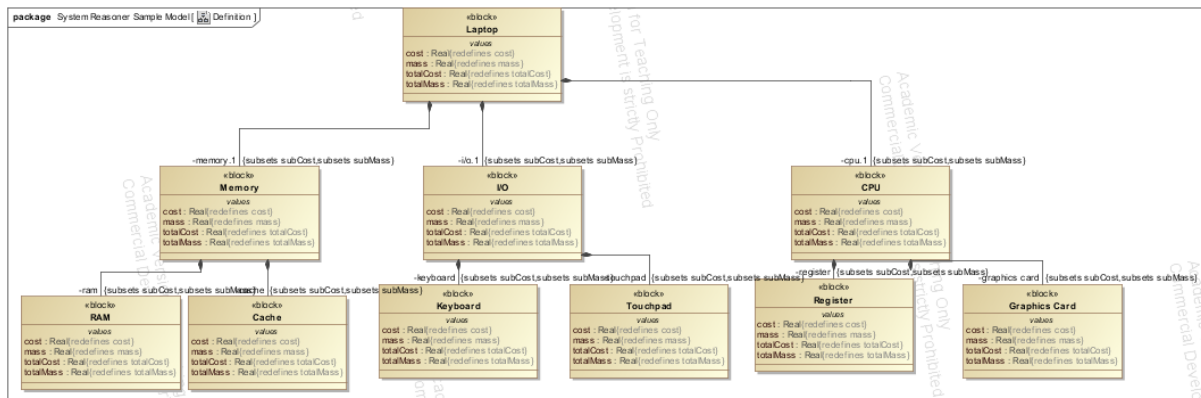 package System Reasoner Sample Model[ Definition ]
«block»
Laptop
values
cost : Real{redefines cost}
mass : Real{redefines mass}
totalCost : Real{redefines totalCost}
totalMass : Real{redefines totalMass}
-memory.1 {subsets subCost,subsets subMass}
-i/o.1 {subsets subCost,subsets subMass}
-cpu.1 {subsets subCost,subsets subMass}
«block»
Memory
values
cost : Real{redefines cost}
mass : Real{redefines mass}
totalCost : Real{redefines totalCost}
totalMass : Real{redefines totalMass}
«block»
I/O
values
cost : Real{redefines cost}
mass : Real{redefines mass}
totalCost : Real{redefines totalCost}
totalMass : Real{redefines totalMass}
«block»
CPU
values
cost : Real{redefines cost}
mass : Real{redefines mass}
totalCost : Real{redefines totalCost}
totalMass : Real{redefines totalMass}
-ram {subsets subCost,subsets
{subsets subCost,subsets subMass}
-keyboard {subsets subCost,subsets subMass}
touchpad {subsets subCost,subsets subMass}
-register {subsets subCost,subsets subMass}
-graphics card {subsets subCost,subsets subMass}
«block»
RAM
values
cost : Real{redefines cost}
mass : Real{redefines mass}
totalCost : Real{redefines totalCost}
totalMass : Real{redefines totalMass}
«block»
Cache
values
cost : Real{redefines cost}
mass : Real{redefines mass}
totalCost : Real{redefines totalCost}
totalMass : Real{redefines totalMass}
«block»
Keyboard
values
cost : Real{redefines cost}
mass : Real{redefines mass}
totalCost : Real{redefines totalCost}
totalMass : Real{redefines totalMass}
«block»
Touchpad
values
cost : Real{redefines cost}
mass : Real{redefines mass}
totalCost : Real{redefines totalCost}
totalMass : Real{redefines totalMass}
«block»
Register
values
cost : Real{redefines cost}
mass : Real{redefines mass}
totalCost : Real{redefines totalCost}
totalMass : Real{redefines totalMass}
«block»
Graphics Card
values
cost : Real{redefines cost}
mass : Real{redefines mass}
totalCost : Real{redefines totalCost}
totalMass : Real{redefines totalMass}
for Teaching Only
elopment is strictly Prohibited